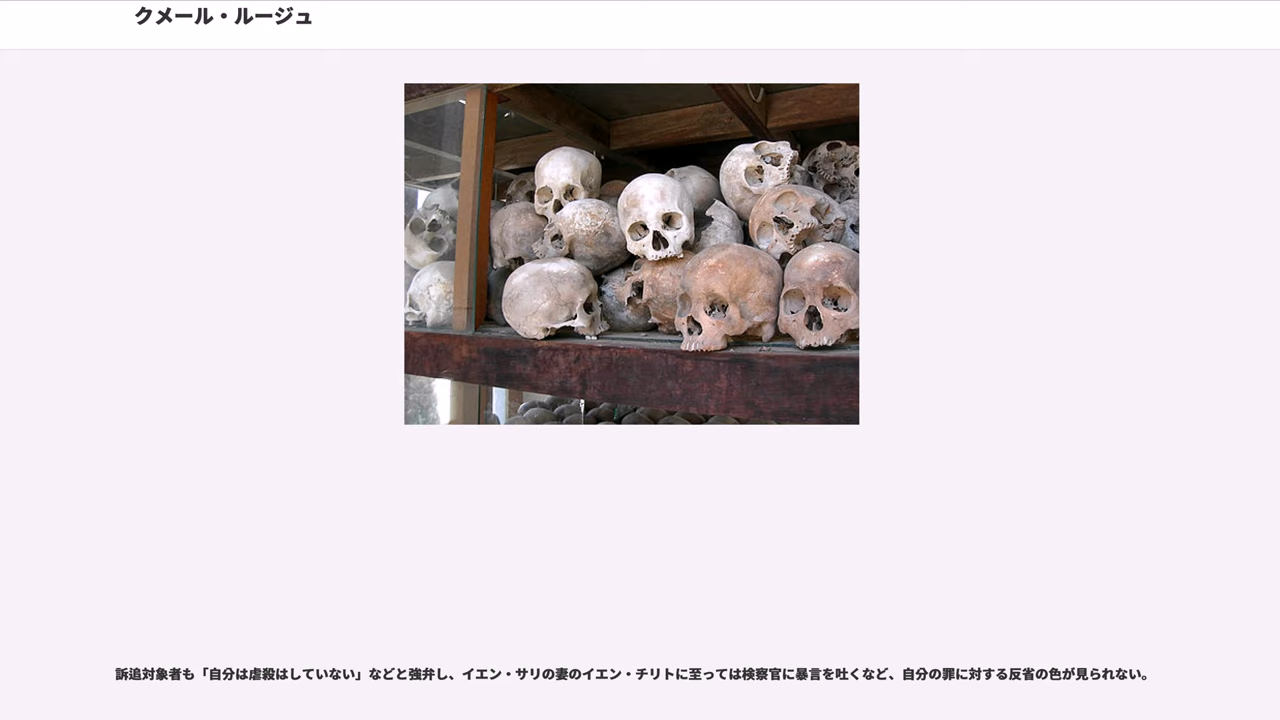 クメール・ルージュ
訴追対象者も「自分は虐殺はしていない」などと強弁し、イエン・サリの妻のイエン・チリトに至っては検察官に暴言を吐くなど、自分の罪に対する反省の色が見られない。